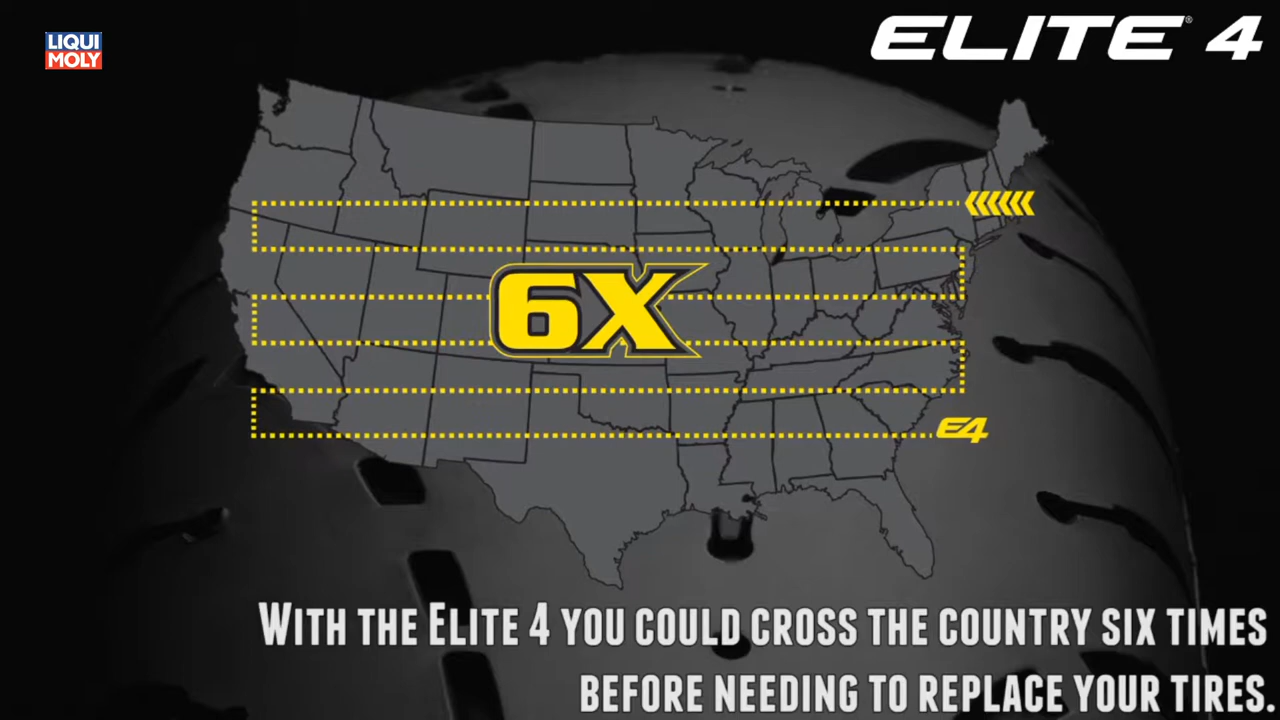 LIQUI
MOLY
ELITE® 4
6X
E4
With the Elite 4 you could cross the country six times
before needing to replace your tires.